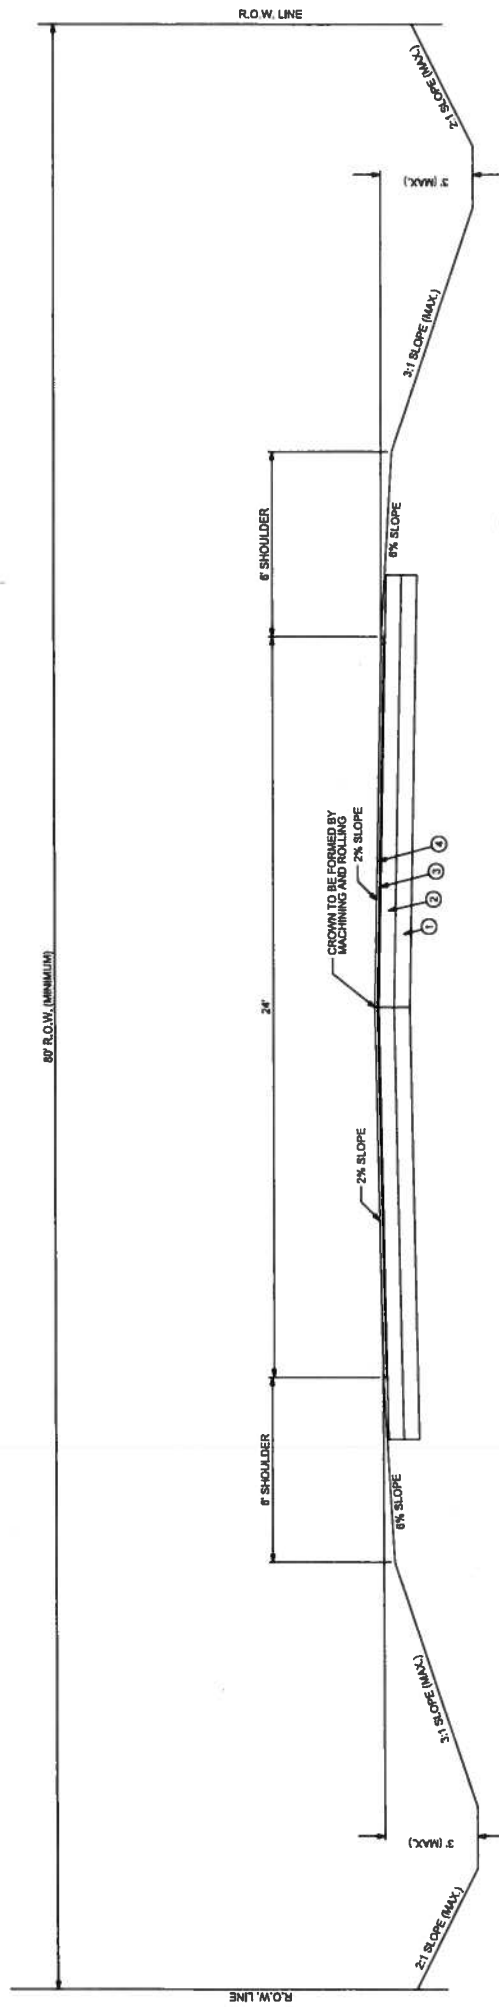 R.O.W. LINE
R.O.W. LINE
R.O.W. (MINIMUM)
6' SHOULDER
24'
6' SHOULDER
2% SLOPE
CROWN TO BE FORMED BY
MACHINING AND ROLLING
2% SLOPE
2:1 SLOPE (MAX.)
3' (MAX.)
3:1 SLOPE (MAX.)
6% SLOPE
1
2
3
4
6% SLOPE
3:1 SLOPE (MAX.)
3' (MAX.)
2:1 SLOPE (MAX.)